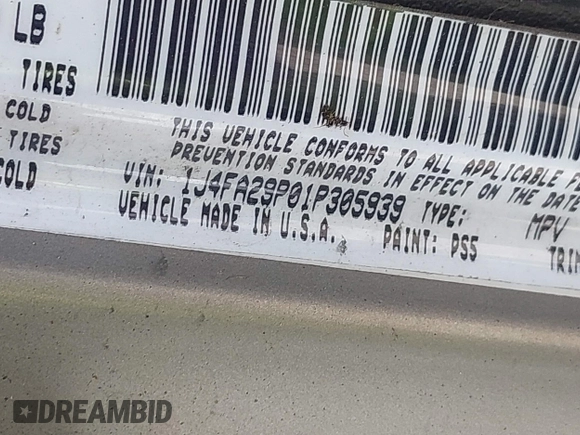 LB
TIRES
COLD
TIRES
COLD
THIS VEHICLE CONFORMS TO ALL APPLICABLE
PREVENTION STANDARDS IN EFFECT ON THE DATE
VIN: 1J4FA29P01P305939 TYPE: MPV
VEHICLE MADE IN U.S.A. PAINT: PS5 TRIM
DREAMBID